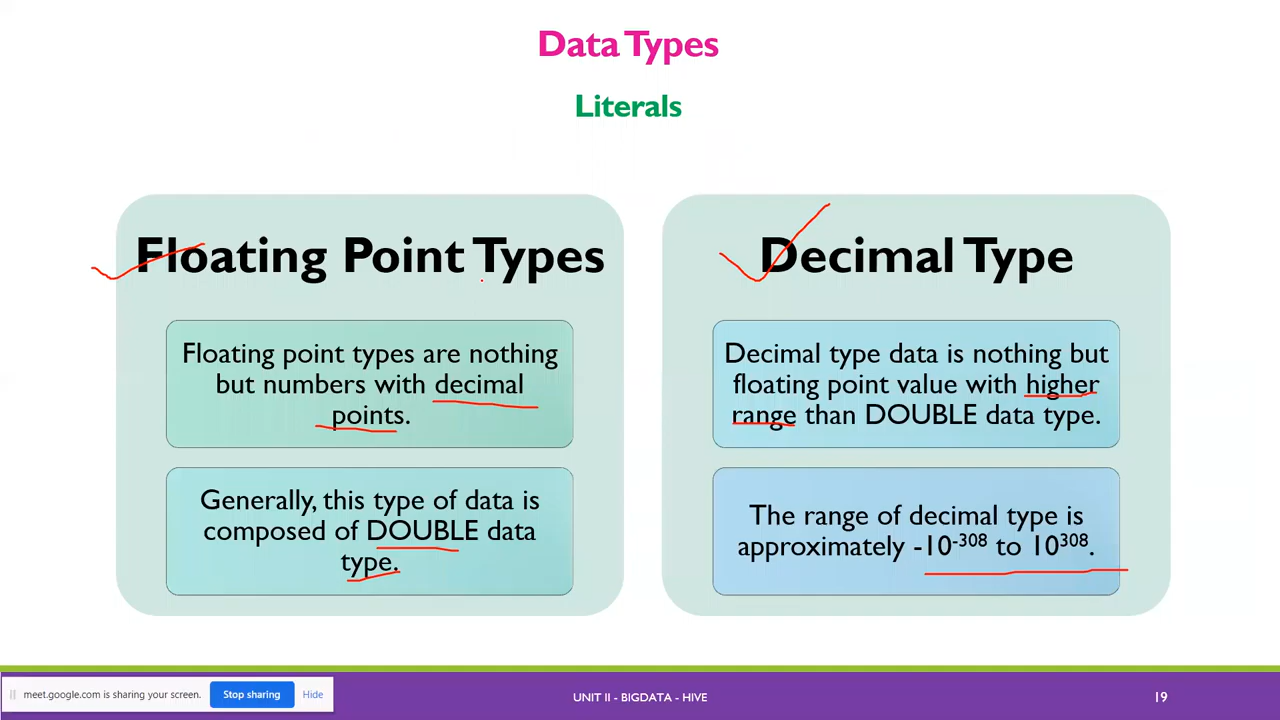 Data Types
Literals
Floating Point Types
Floating point types are nothing
but numbers with decimal
points.
Generally, this type of data is
composed of DOUBLE data
type.
Decimal Type
Decimal type data is nothing but
floating point value with higher
range than DOUBLE data type.
The range of decimal type is
approximately -10^-308 to 10^308.
meet.google.com is sharing your screen.
Stop sharing
Hide
UNIT II - BIGDATA - HIVE
19